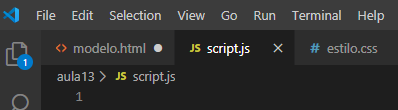 File Edit Selection View Go Run Terminal Help
<> modelo.html JS script.js # estilo.css
aula13 > JS script.js
1
1